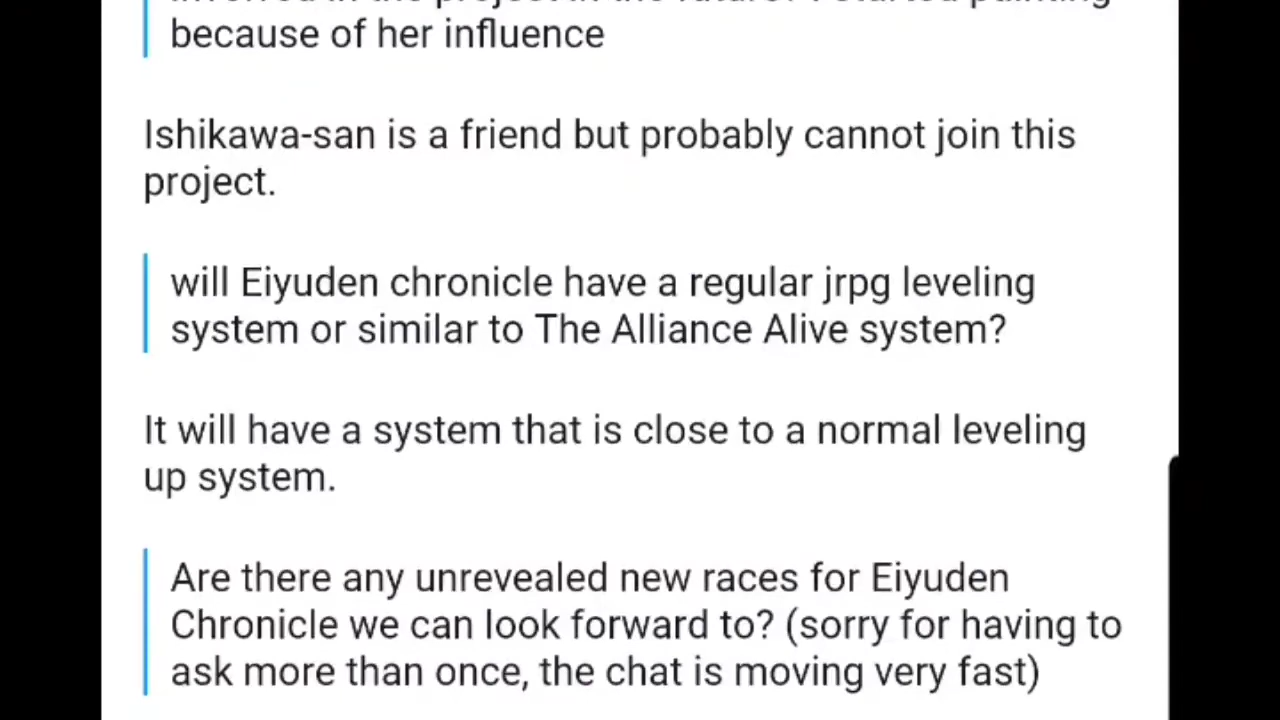 because of her influence
Ishikawa-san is a friend but probably cannot join this
project.
will Eiyuden chronicle have a regular jrpg leveling
system or similar to The Alliance Alive system?
It will have a system that is close to a normal leveling
up system.
Are there any unrevealed new races for Eiyuden
Chronicle we can look forward to? (sorry for having to
ask more than once, the chat is moving very fast)